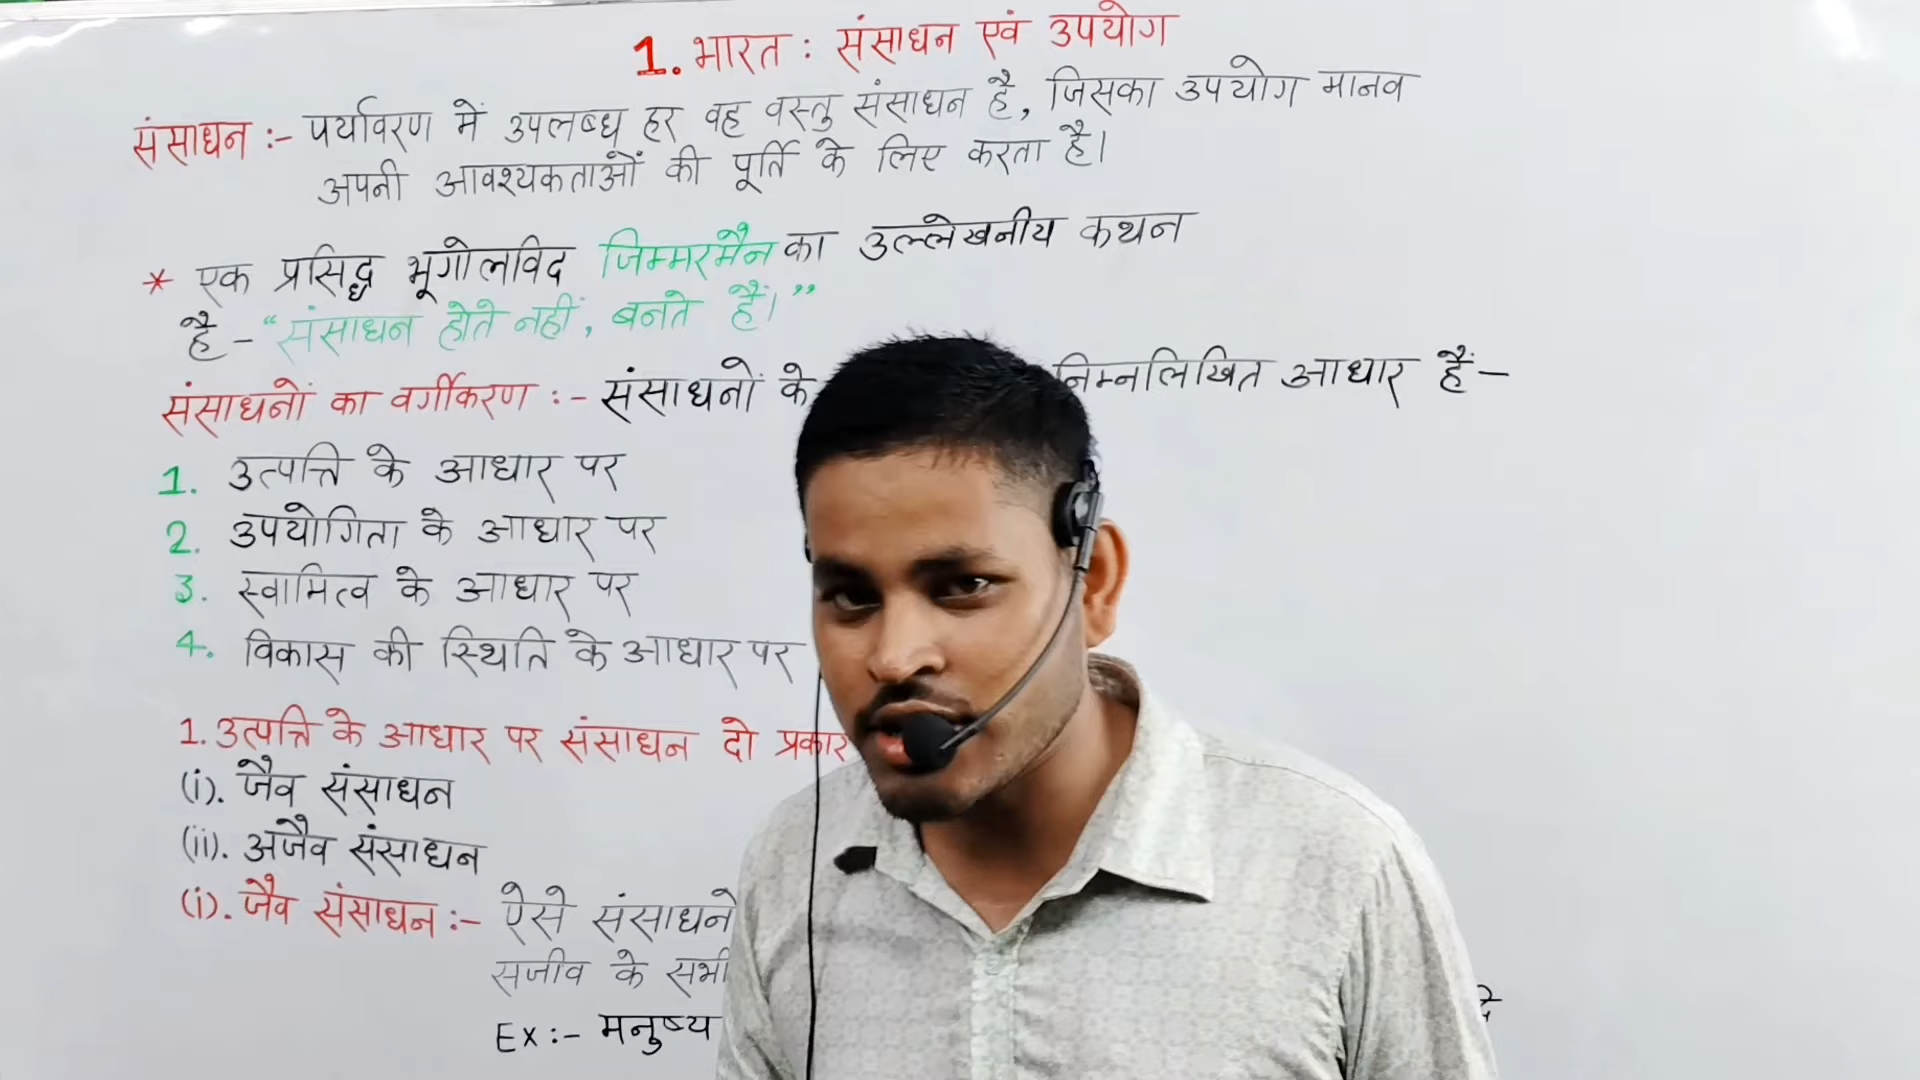 1. भारत : संसाधन एवं उपयोग
संसाधन :- पर्यावरण में उपलब्ध हर वह वस्तु संसाधन है, जिसका उपयोग मानव
अपनी आवश्यकताओं की पूर्ति के लिए करता है।
* एक प्रसिद्ध भूगोलविद जिम्मरमैन का उल्लेखनीय कथन
है - “संसाधन होते नहीं, बनते हैं।”
संसाधनों का वर्गीकरण :- संसाधनों के निम्नलिखित आधार हैं -
1. उत्पत्ति के आधार पर
2. उपयोगिता के आधार पर
3. स्वामित्व के आधार पर
4. विकास की स्थिति के आधार पर
1. उत्पत्ति के आधार पर संसाधन दो प्रकार
(i). जैव संसाधन
(ii). अजैव संसाधन
(i). जैव संसाधन :- ऐसे
सजीव के सभी
Ex :- मनुष्य